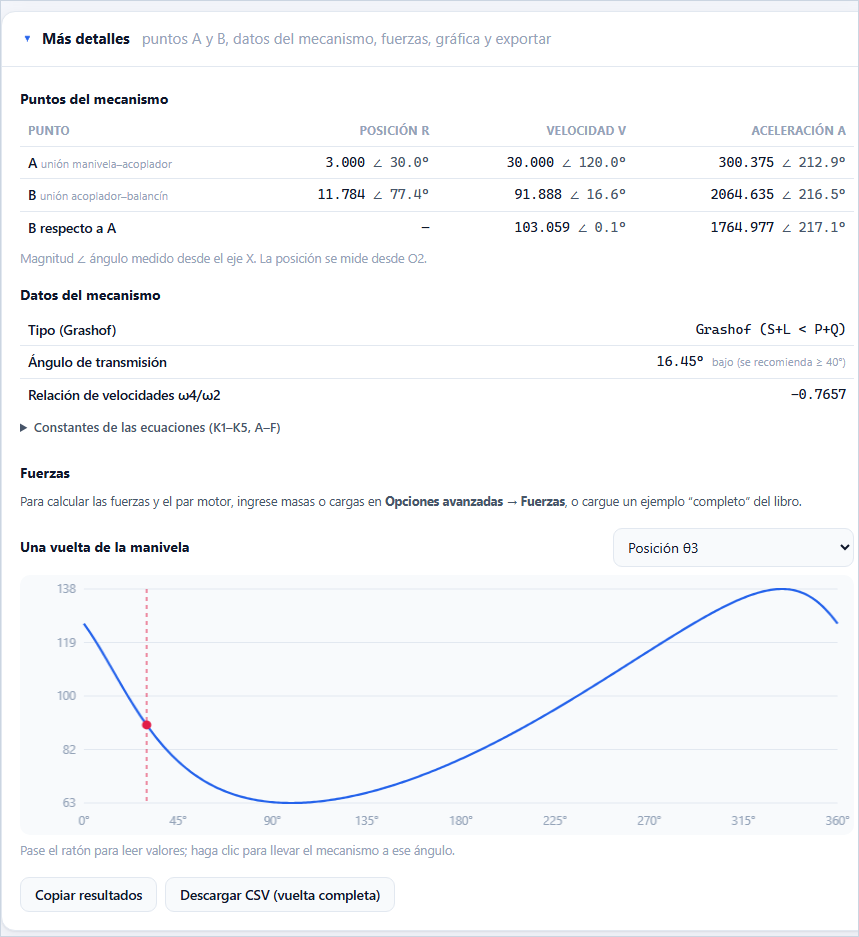 ▼ Más detalles puntos A y B, datos del mecanismo, fuerzas, gráfica y exportar
Puntos del mecanismo
PUNTO POSICIÓN R VELOCIDAD V ACELERACIÓN A
A unión manivela–acoplador 3.000 ∠ 30.0° 30.000 ∠ 120.0° 300.375 ∠ 212.9°
B unión acoplador–balancín 11.784 ∠ 77.4° 91.888 ∠ 16.6° 2064.635 ∠ 216.5°
B respecto a A — 103.059 ∠ 0.1° 1764.977 ∠ 217.1°
Magnitud ∠ ángulo medido desde el eje X. La posición se mide desde O2.
Datos del mecanismo
Tipo (Grashof) Grashof (S+L < P+Q)
Ángulo de transmisión 16.45° bajo (se recomienda ≥ 40°)
Relación de velocidades ω4/ω2 −0.7657
▶ Constantes de las ecuaciones (K1–K5, A–F)
Fuerzas
Para calcular las fuerzas y el par motor, ingrese masas o cargas en Opciones avanzadas → Fuerzas, o cargue un ejemplo “completo” del libro.
Una vuelta de la manivela Posición θ3
138
119
100
82
63
0° 45° 90° 135° 180° 225° 270° 315° 360°
Pase el ratón para leer valores; haga clic para llevar el mecanismo a ese ángulo.
Copiar resultados Descargar CSV (vuelta completa)